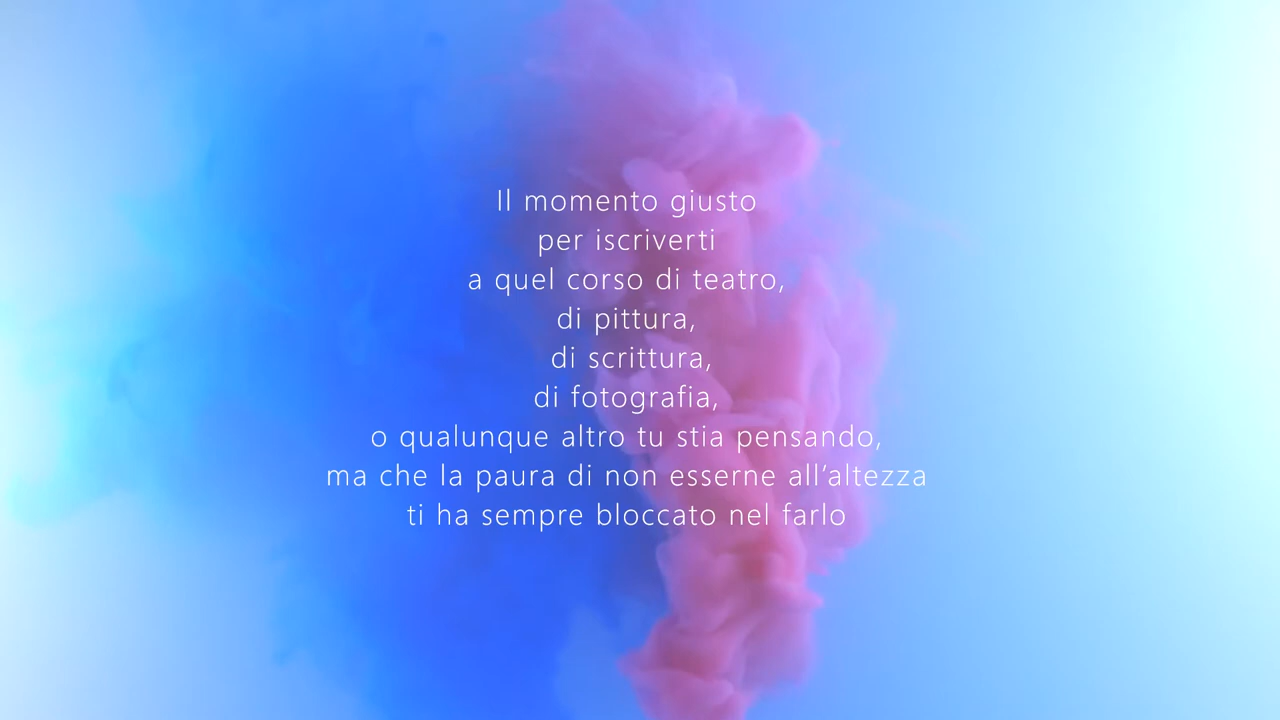 Il momento giusto
per iscriverti
a quel corso di teatro,
di pittura,
di scrittura,
di fotografia,
o qualunque altro tu stia pensando,
ma che la paura di non esserne all’altezza
ti ha sempre bloccato nel farlo